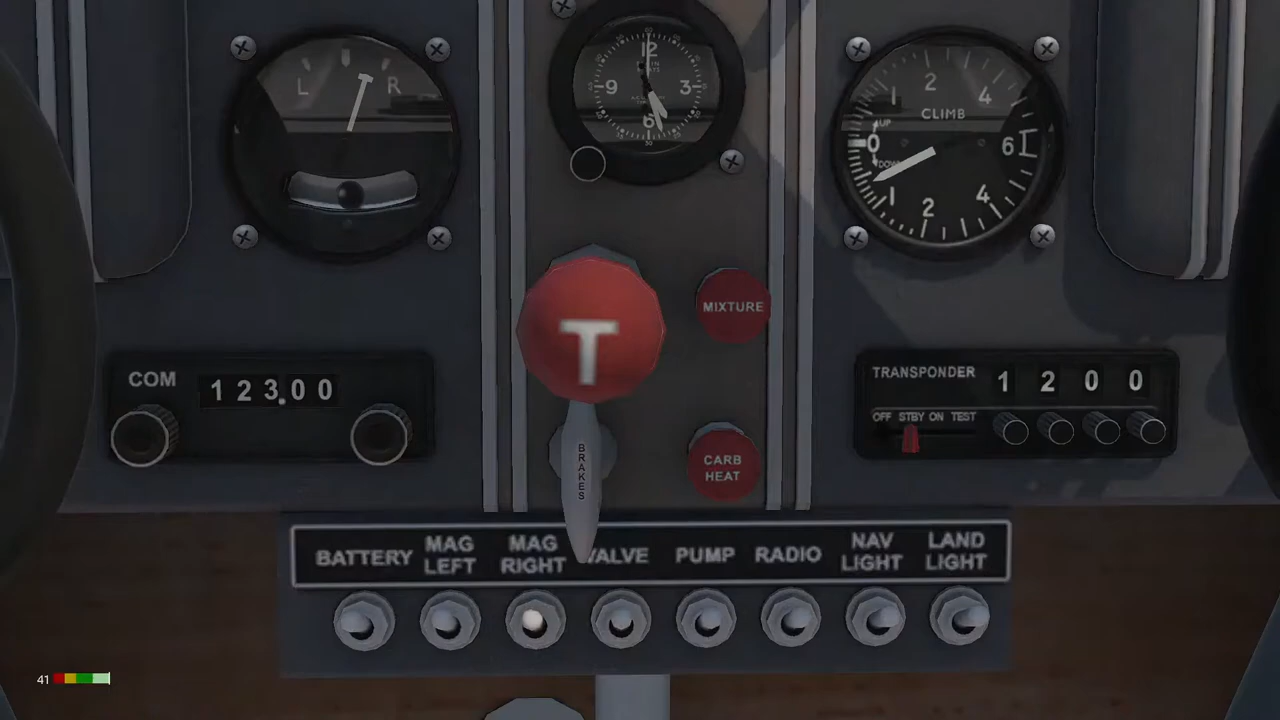 L R
12
9 3
6
2
1 4
CLIMB
UP
0 6
DOWN
1 4
2
T
MIXTURE
BRAKES
CARB
HEAT
COM
123.00
TRANSPONDER
1 2 0 0
OFF STBY ON TEST
BATTERY
MAG
LEFT
MAG
RIGHT
VALVE
PUMP
RADIO
NAV
LIGHT
LAND
LIGHT
41